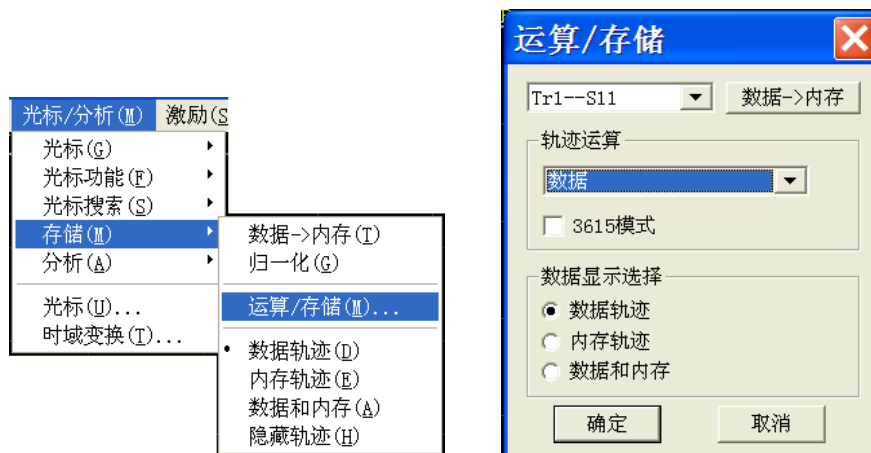 光标/分析(M) 激励(S
光标(G)
光标功能(F)
光标搜索(S)
存储(M)
分析(A)
光标(U)...
时域变换(T)...
数据->内存(T)
归一化(G)
运算/存储(M)...
数据轨迹(D)
内存轨迹(E)
数据和内存(A)
隐藏轨迹(H)
运算/存储
Tr1--S11 数据->内存
轨迹运算
数据
3615模式
数据显示选择
数据轨迹
内存轨迹
数据和内存
确定 取消